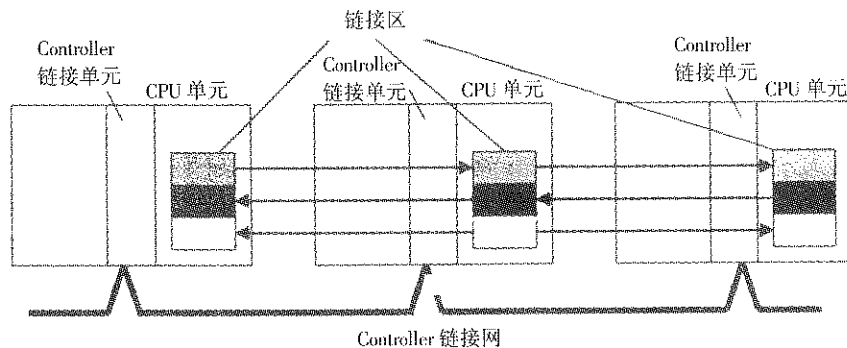 链接区
Controller
链接单元
CPU 单元
Controller
链接单元
CPU 单元
Controller
链接单元
CPU 单元
Controller 链接网